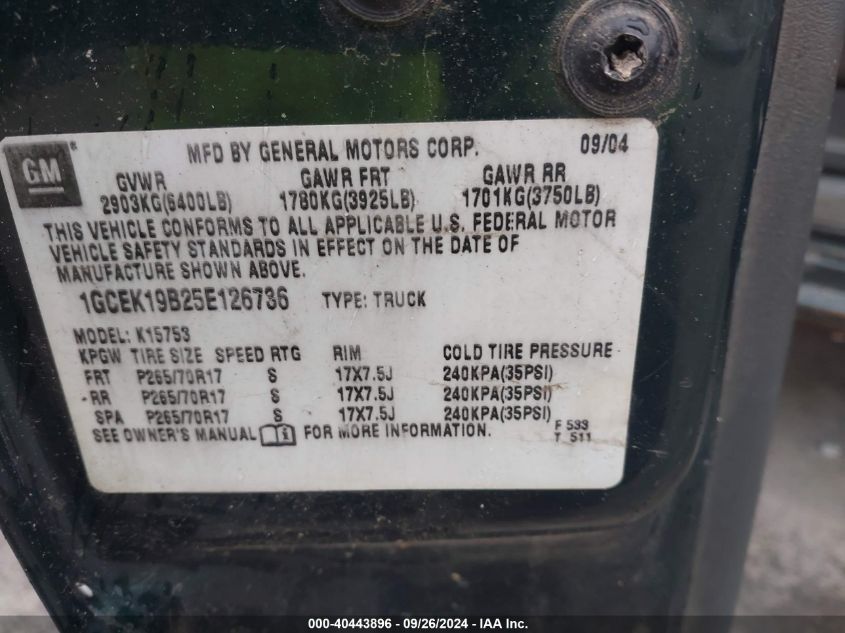 GM
MFD BY GENERAL MOTORS CORP. 09/04
GVWR GAWR FRT GAWR RR
2903KG(6400LB) 1780KG(3925LB) 1701KG(3750LB)
THIS VEHICLE CONFORMS TO ALL APPLICABLE U.S. FEDERAL MOTOR
VEHICLE SAFETY STANDARDS IN EFFECT ON THE DATE OF
MANUFACTURE SHOWN ABOVE.
1GCEK19B25E126736 TYPE: TRUCK
MODEL: K15753
KPGW TIRE SIZE SPEED RTG RIM COLD TIRE PRESSURE
FRT P265/70R17 S 17X7.5J 240KPA(35PSI)
RR P265/70R17 S 17X7.5J 240KPA(35PSI)
SPA P265/70R17 S 17X7.5J 240KPA(35PSI)
SEE OWNER'S MANUAL i FOR MORE INFORMATION. F 533
T 511
000-40443896 - 09/26/2024 - IAA Inc.